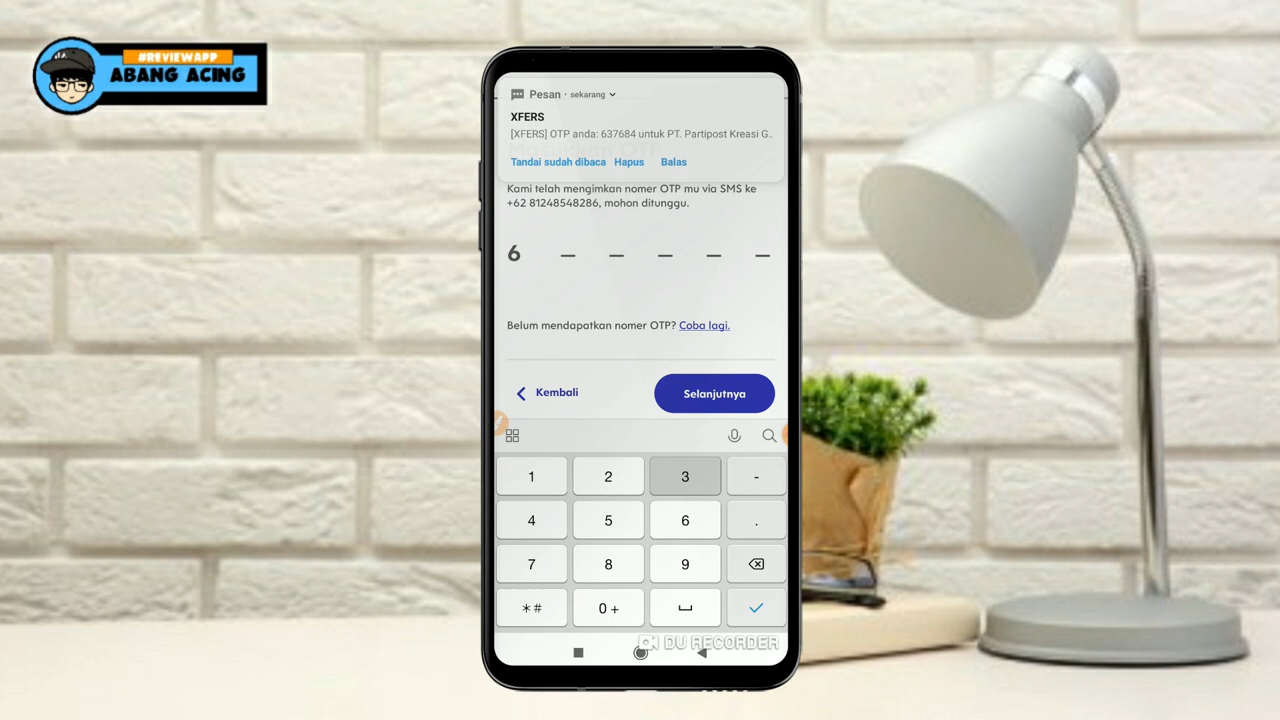 #REVIEWAPP
ABANG ACING
Pesan · sekarang
XFERS
[XFERS] OTP anda: 637684 untuk PT. Partipost Kreasi G..
Masukkan OTP
Tandai sudah dibaca Hapus Balas
Kami telah mengimkan nomer OTP mu via SMS ke
+62 81248548286, mohon ditunggu.
6 _ _ _ _ _
Belum mendapatkan nomer OTP? Coba lagi.
Kembali
Selanjutnya
1 2 3 -
4 5 6 .
7 8 9
*# 0 +
DU RECORDER